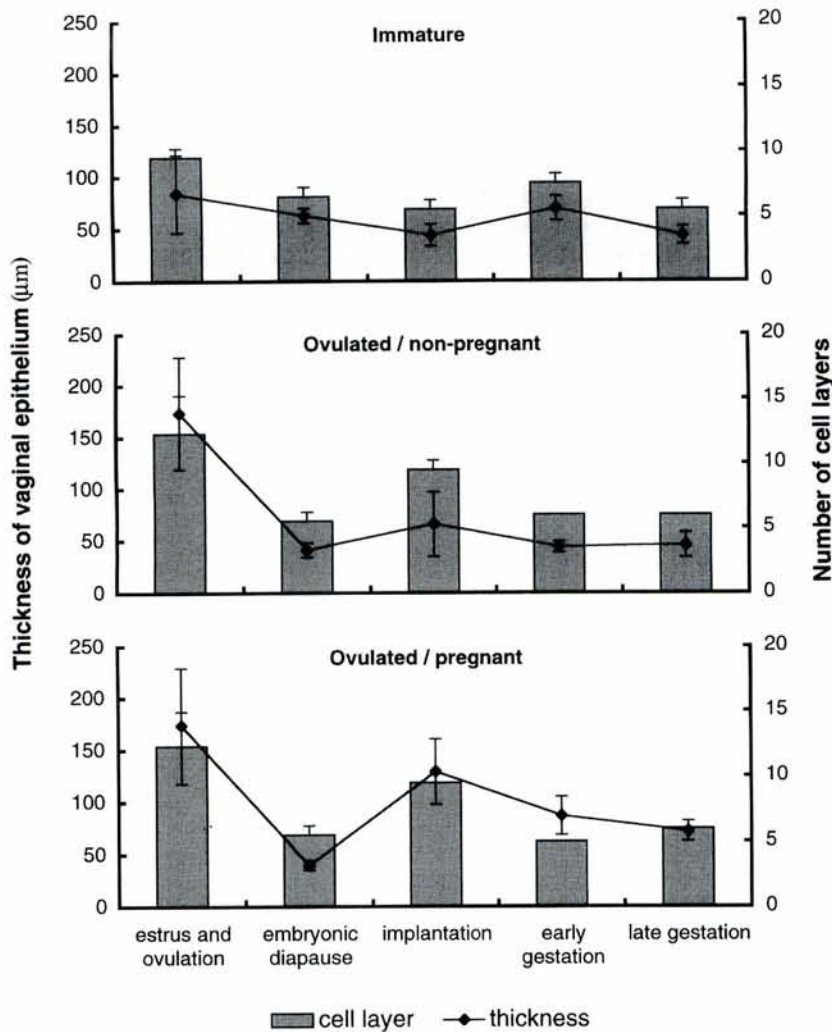 Thickness of vaginal epithelium (µm)
Number of cell layers
Immature
250
200
150
100
50
0
20
15
10
5
0
Ovulated / non-pregnant
250
200
150
100
50
0
20
15
10
5
0
Ovulated / pregnant
250
200
150
100
50
0
20
15
10
5
0
estrus and
ovulation
embryonic
diapause
implantation
early
gestation
late gestation
cell layer
thickness